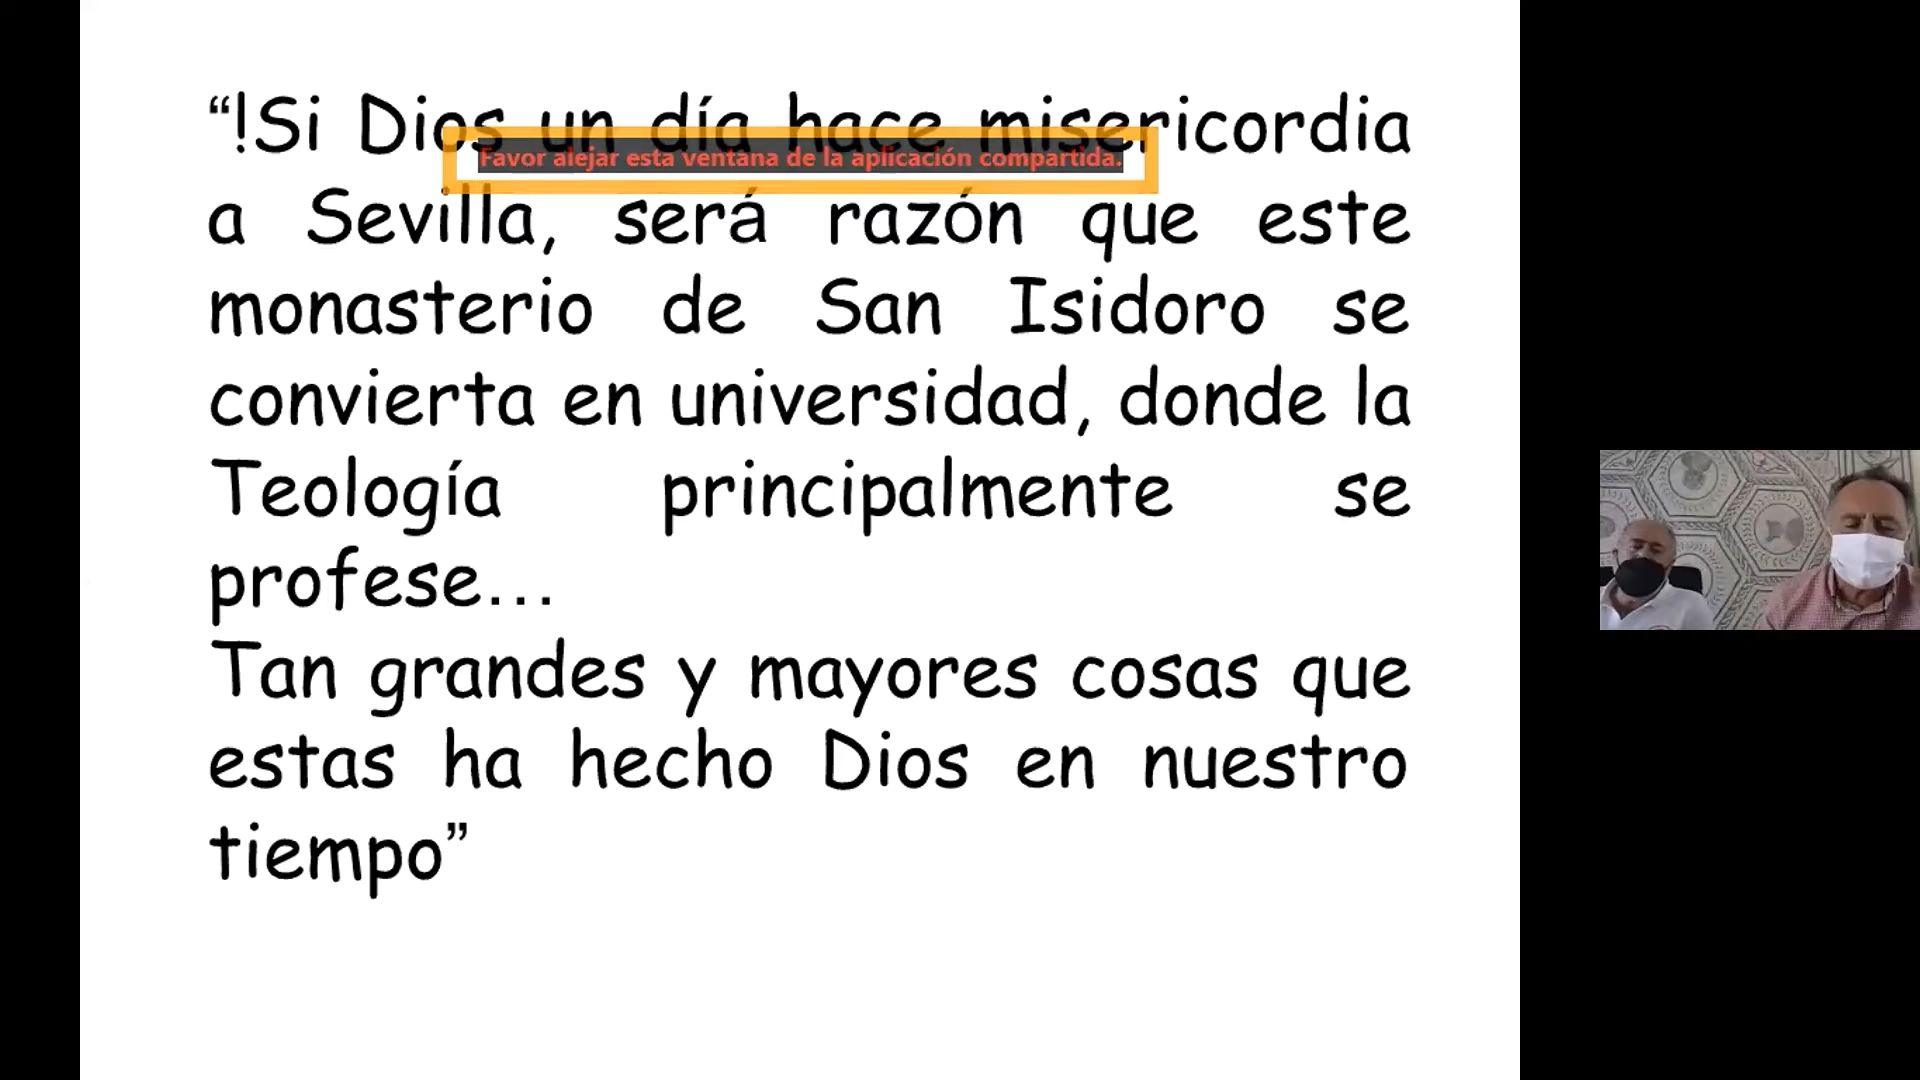 “!Si Dios un día hace misericordia
Favor alejar esta ventana de la aplicación compartida.
a Sevilla, será razón que este
monasterio de San Isidoro se
convierta en universidad, donde la
Teología principalmente se
profese…
Tan grandes y mayores cosas que
estas ha hecho Dios en nuestro
tiempo”